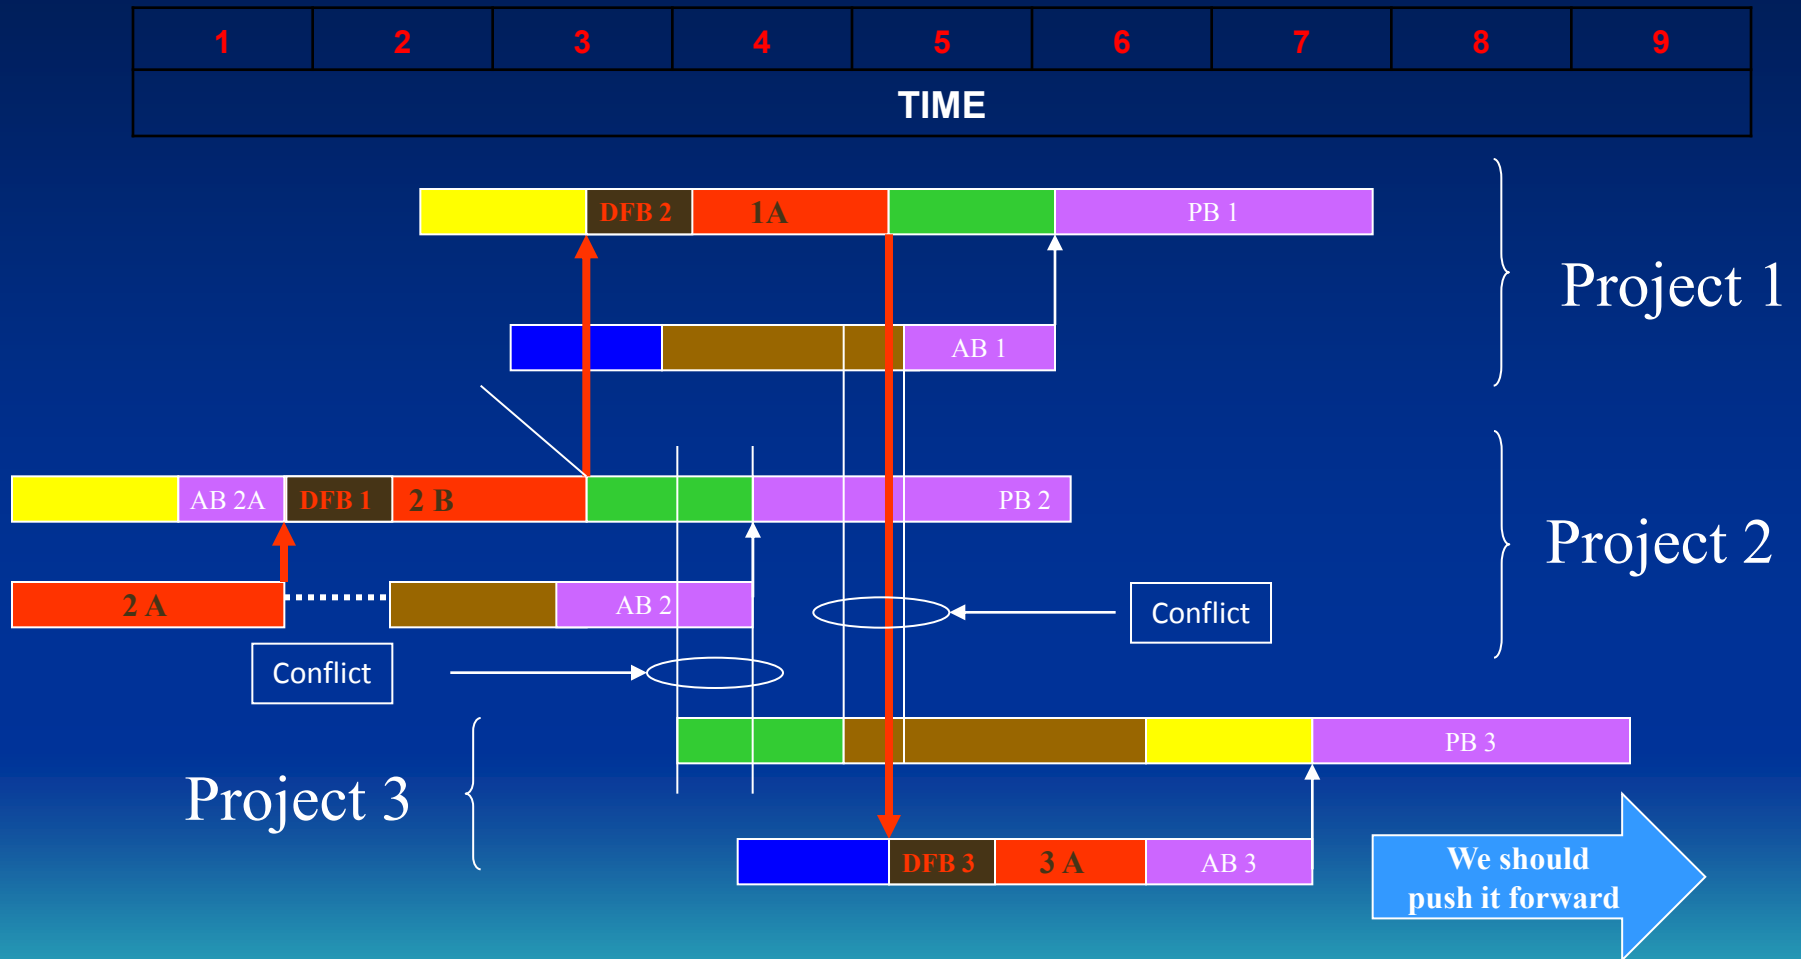 1 2 3 4 5 6 7 8 9
TIME
DFB 2 1A PB 1
Project 1
AB 1
AB 2A DFB 1 2 B PB 2
Project 2
2 A AB 2
Conflict
Conflict
PB 3
Project 3
DFB 3 3 A AB 3
We should
push it forward